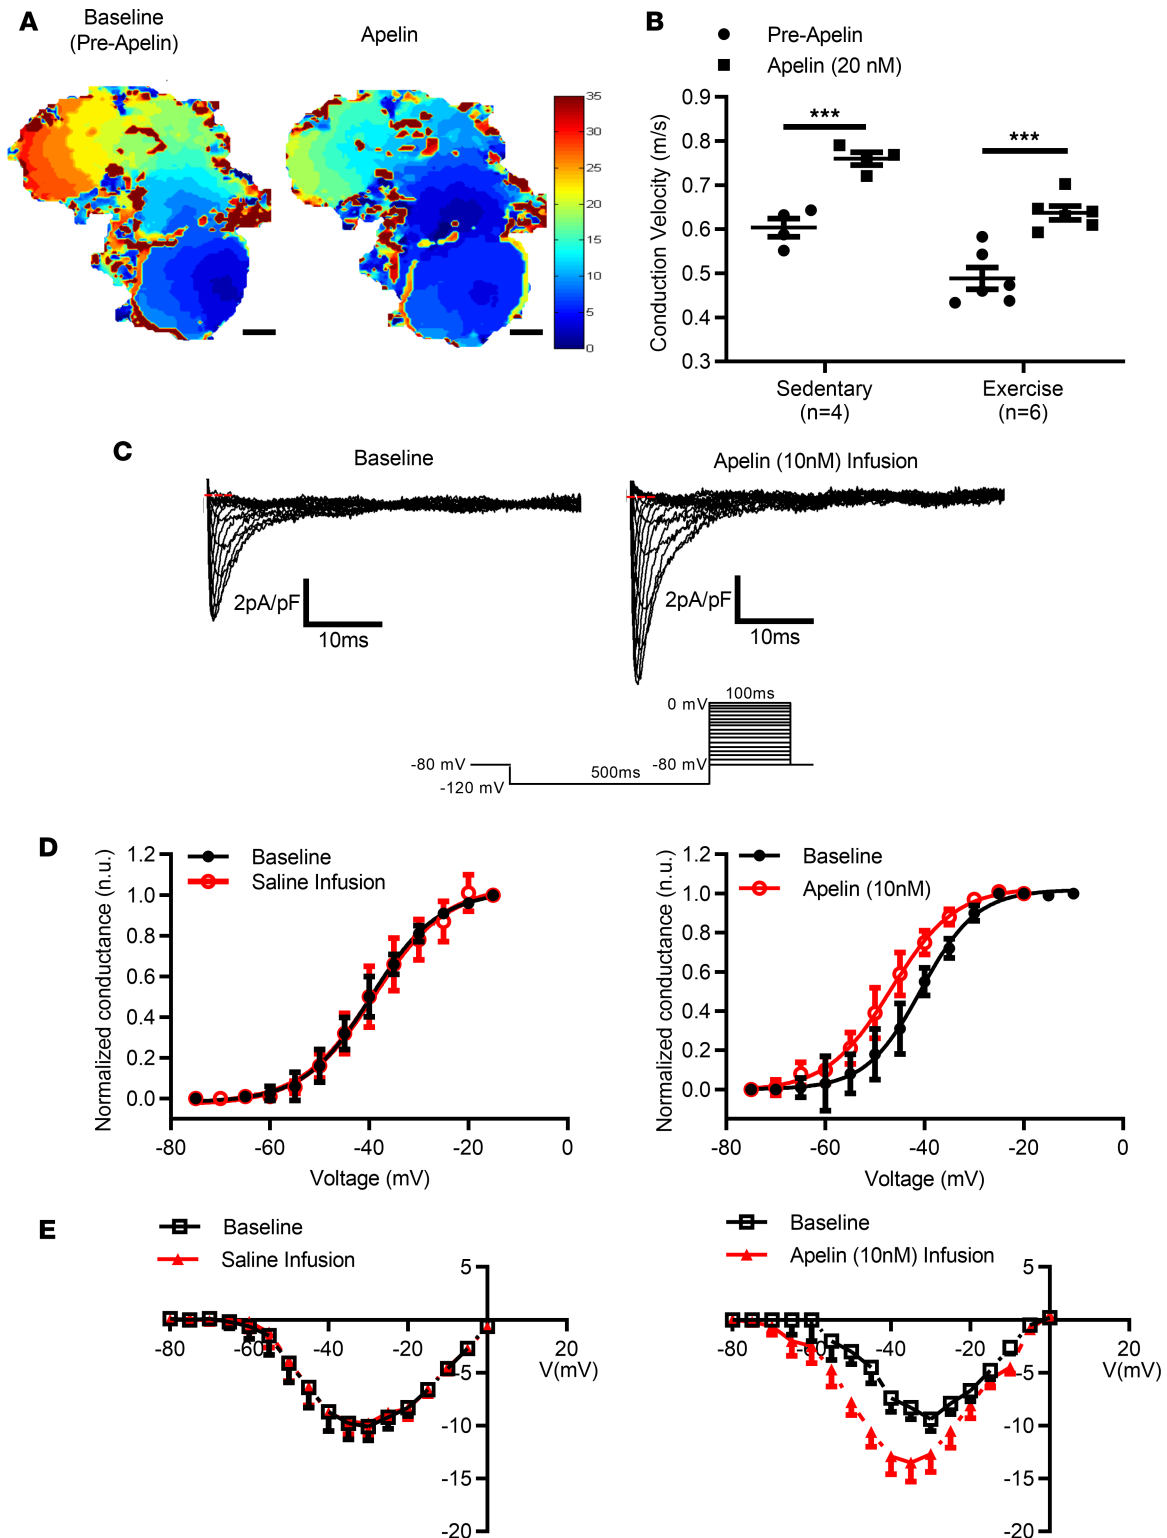 A
Baseline
(Pre-Apelin)
Apelin
35
30
25
20
15
10
5
0
B
Pre-Apelin
Apelin (20 nM)
Conduction Velocity (m/s)
0.9
0.8
0.7
0.6
0.5
0.4
0.3
***
***
Sedentary
(n=4)
Exercise
(n=6)
C
Baseline
Apelin (10nM) Infusion
2pA/pF
10ms
2pA/pF
10ms
100ms
0 mV
-80 mV
500ms
-80 mV
-120 mV
D
Normalized conductance (n.u.)
1.2
1.0
0.8
0.6
0.4
0.2
0.0
Baseline
Saline Infusion
-80 -60 -40 -20 0
Voltage (mV)
Normalized conductance (n.u.)
1.2
1.0
0.8
0.6
0.4
0.2
0.0
Baseline
Apelin (10nM)
-80 -60 -40 -20 0
Voltage (mV)
E
Baseline
Saline Infusion
5
-80 -60 -40 -20 20
V(mV)
-5
-10
-15
-20
Baseline
Apelin (10nM) Infusion
5
-80 -60 -40 -20 20
V(mV)
-5
-10
-15
-20